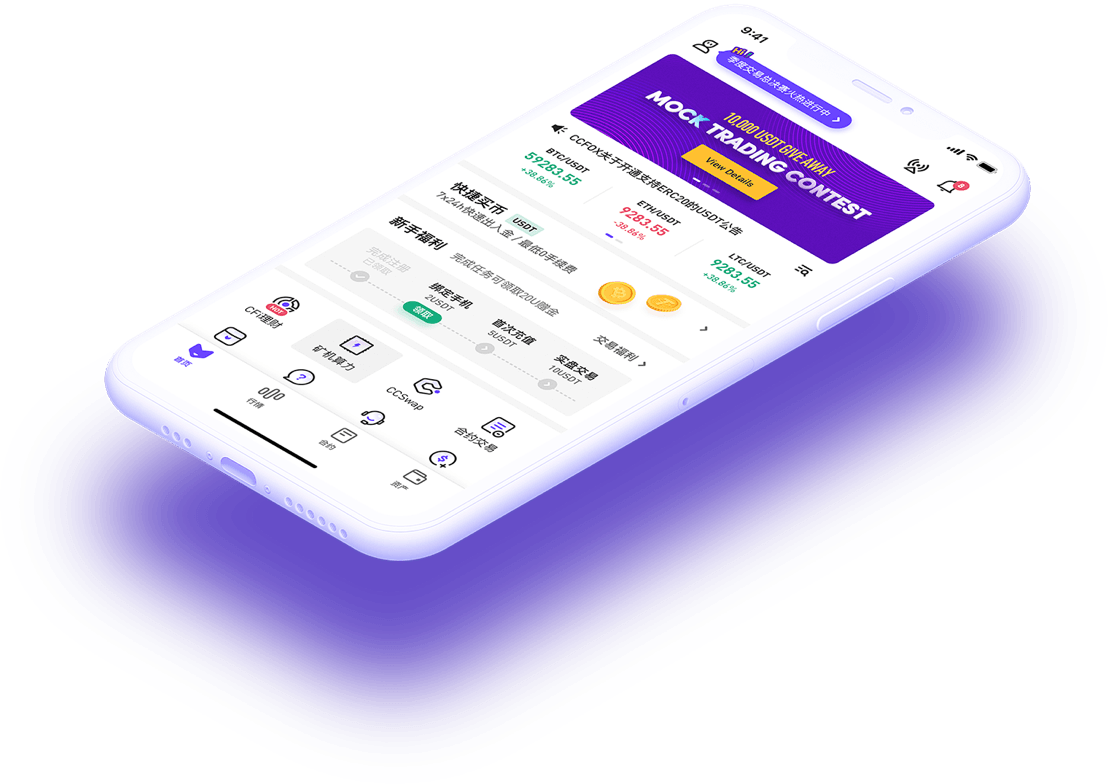 9:41
Hi!
季度交易总决赛火热进行中
8
10,000 USDT GIVE AWAY
MOCK TRADING CONTEST
View Details
CCFOX关于开通支持ERC20的USDT公告
BTC/USDT
59283.55
+38.86%
ETH/USDT
9283.55
-38.86%
LTC/USDT
9283.55
+38.86%
快捷买币
USDT
7x24h快速出入金 / 最低0手续费
新手福利
完成任务可领取20U赠金
交易福利
完成注册
已领取
绑定手机
2USDT
领取
首次充值
5USDT
实盘交易
10USDT
HOT
CFi理财
矿机算力
CCSwap
合约交易
首页
行情
合约
资产